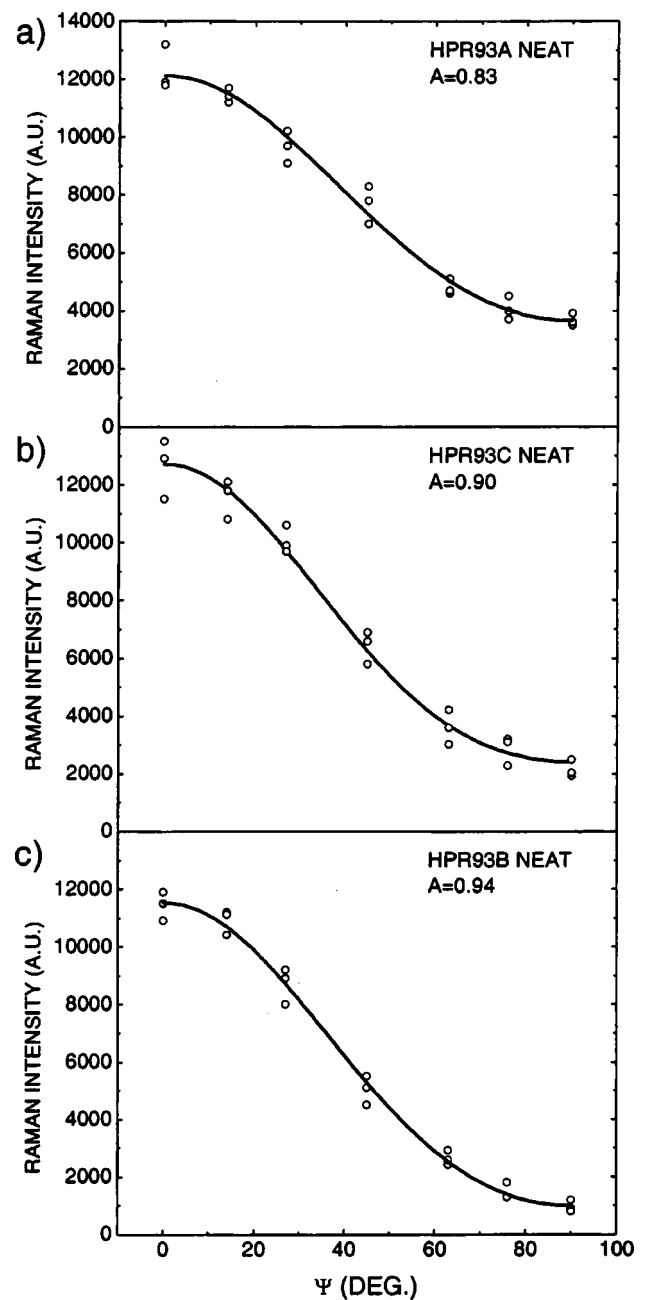 a)
HPR93A NEAT
A=0.83
RAMAN INTENSITY (A.U.)
14000
12000
10000
8000
6000
4000
2000
0
b)
HPR93C NEAT
A=0.90
RAMAN INTENSITY (A.U.)
12000
10000
8000
6000
4000
2000
0
c)
HPR93B NEAT
A=0.94
RAMAN INTENSITY (A.U.)
12000
10000
8000
6000
4000
2000
0
0 20 40 60 80 100
Ψ (DEG.)